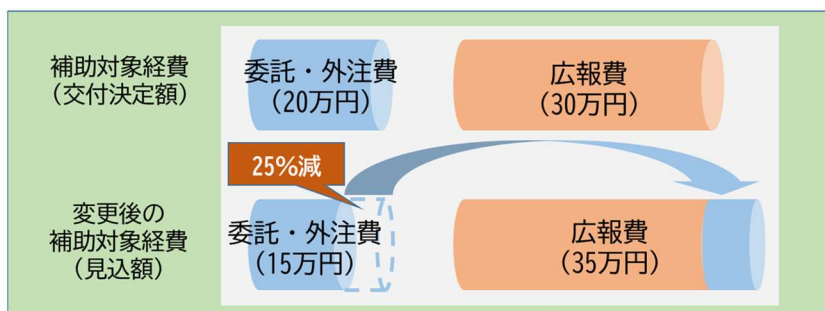 補助対象経費
（交付決定額）
委託・外注費
（20万円）
広報費
（30万円）
25%減
変更後の
補助対象経費
（見込額）
委託・外注費
（15万円）
広報費
（35万円）